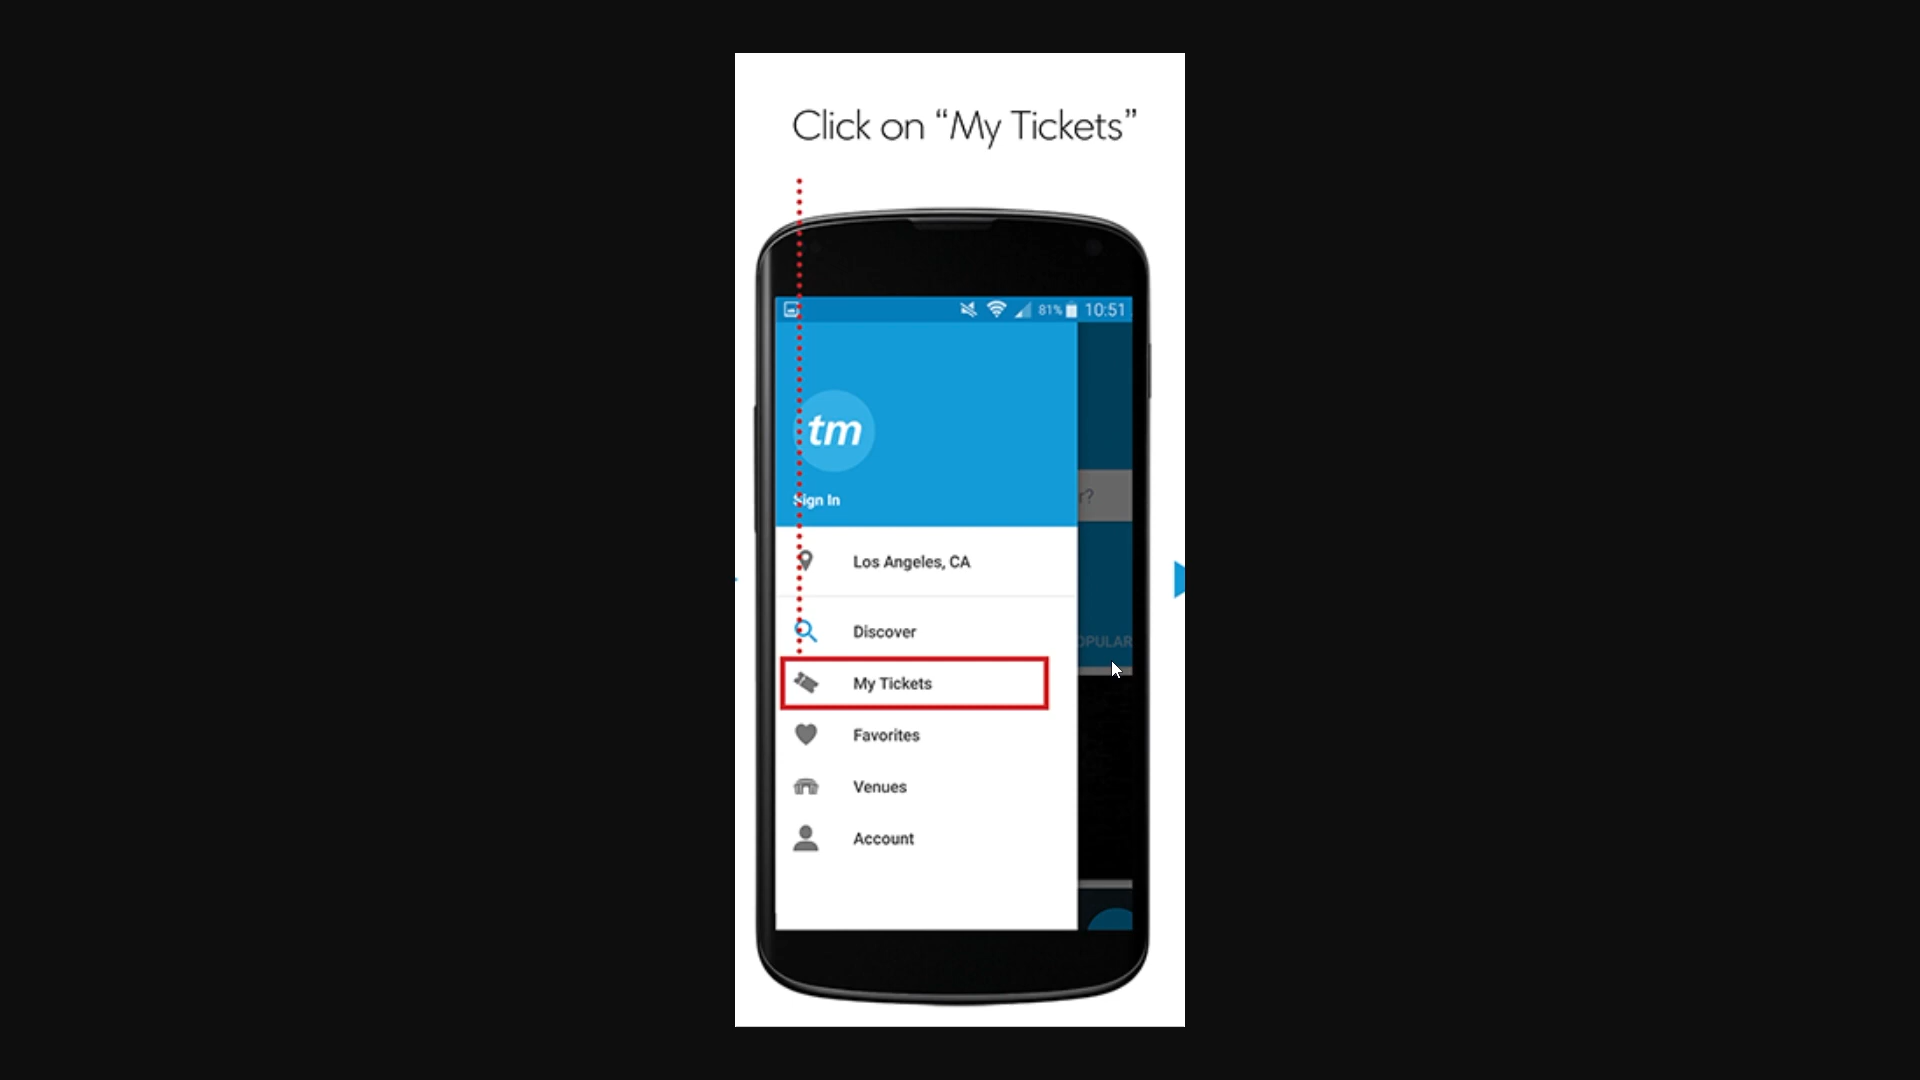 Click on “My Tickets”
81% 10:51
tm
Sign In
r?
Los Angeles, CA
Discover
OPULAR
My Tickets
Favorites
Venues
Account